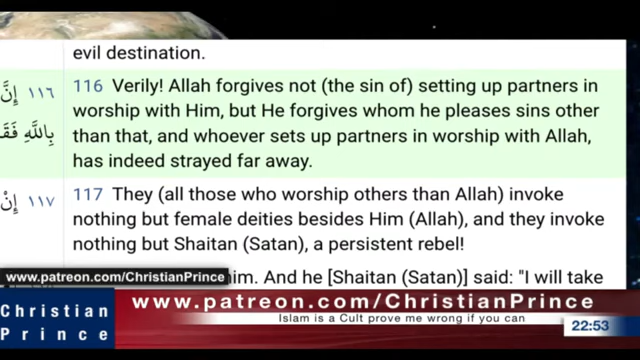 evil destination.
إِنَّ ١١٦ 116 Verily! Allah forgives not (the sin of) setting up partners in
بِاللَّهِ فَقَ worship with Him, but He forgives whom he pleases sins other
than that, and whoever sets up partners in worship with Allah,
has indeed strayed far away.
إِنْ ١١٧ 117 They (all those who worship others than Allah) invoke
nothing but female deities besides Him (Allah), and they invoke
nothing but Shaitan (Satan), a persistent rebel!
www.patreon.com/ChristianPrince him. And he [Shaitan (Satan)] said: "I will take
Christian
Prince
www.patreon.com/ChristianPrince
Islam is a Cult prove me wrong if you can
22:53